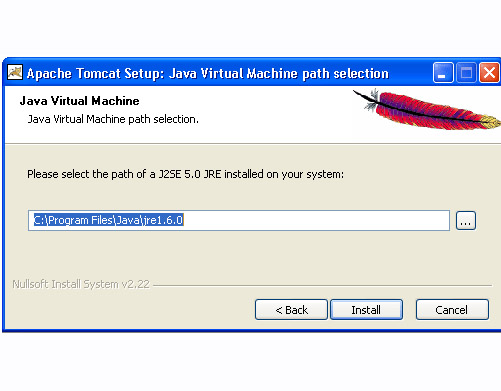 Apache Tomcat Setup: Java Virtual Machine path selection
Java Virtual Machine
Java Virtual Machine path selection.
Please select the path of a J2SE 5.0 JRE installed on your system:
C:\Program Files\Java\jre1.6.0
...
Nullsoft Install System v2.22
< Back Install Cancel